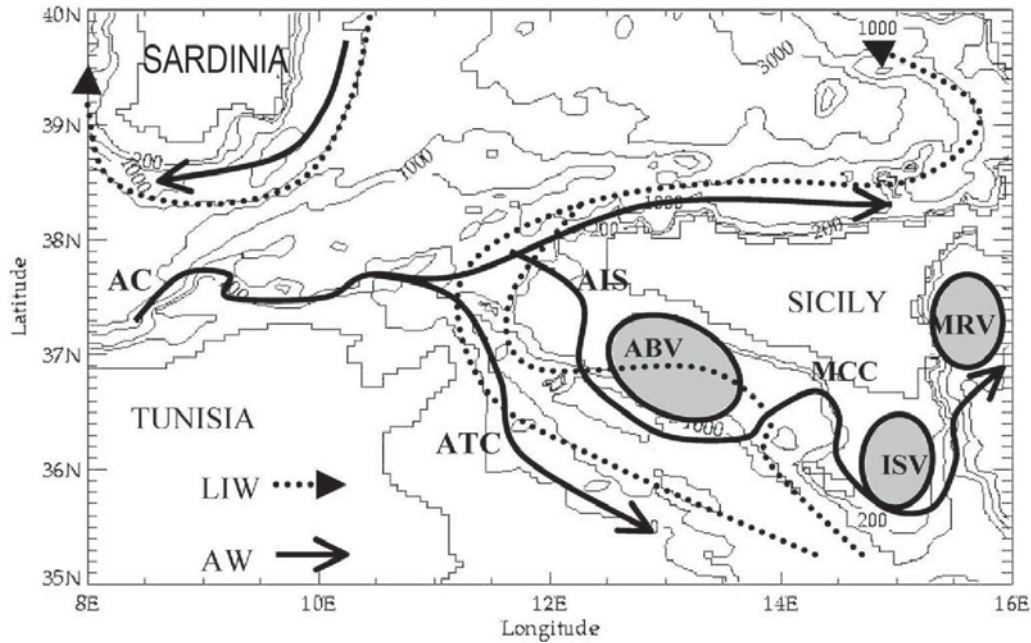 40N
39N
38N
37N
36N
35N
Latitude
8E
10E
12E
14E
16E
Longitude
SARDINIA
200
1000
1000
3000
1000
1000
200
200
AC
AIS
SICILY
MRV
ABV
MCC
TUNISIA
1000
ATC
ISV
LIW
200
AW